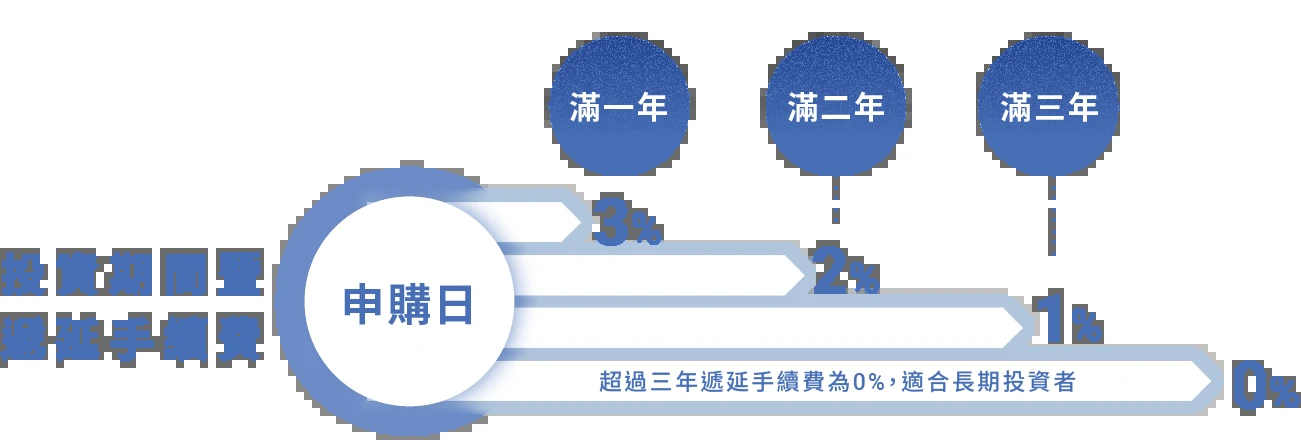 滿一年
滿二年
滿三年
3%
2%
1%
0%
投資期間暨
遞延手續費
申購日
超過三年遞延手續費為0%,適合長期投資者